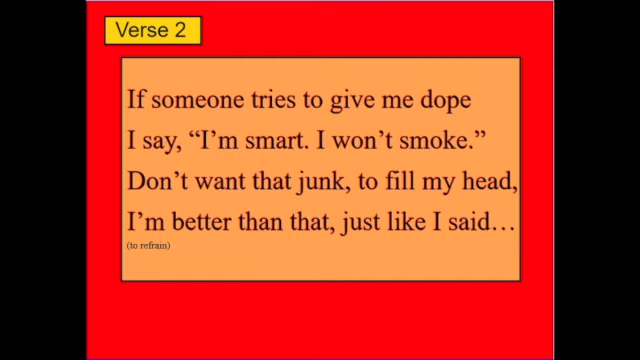 Verse 2
If someone tries to give me dope
I say, “I’m smart. I won’t smoke.”
Don’t want that junk, to fill my head,
I’m better than that, just like I said…
(to refrain)